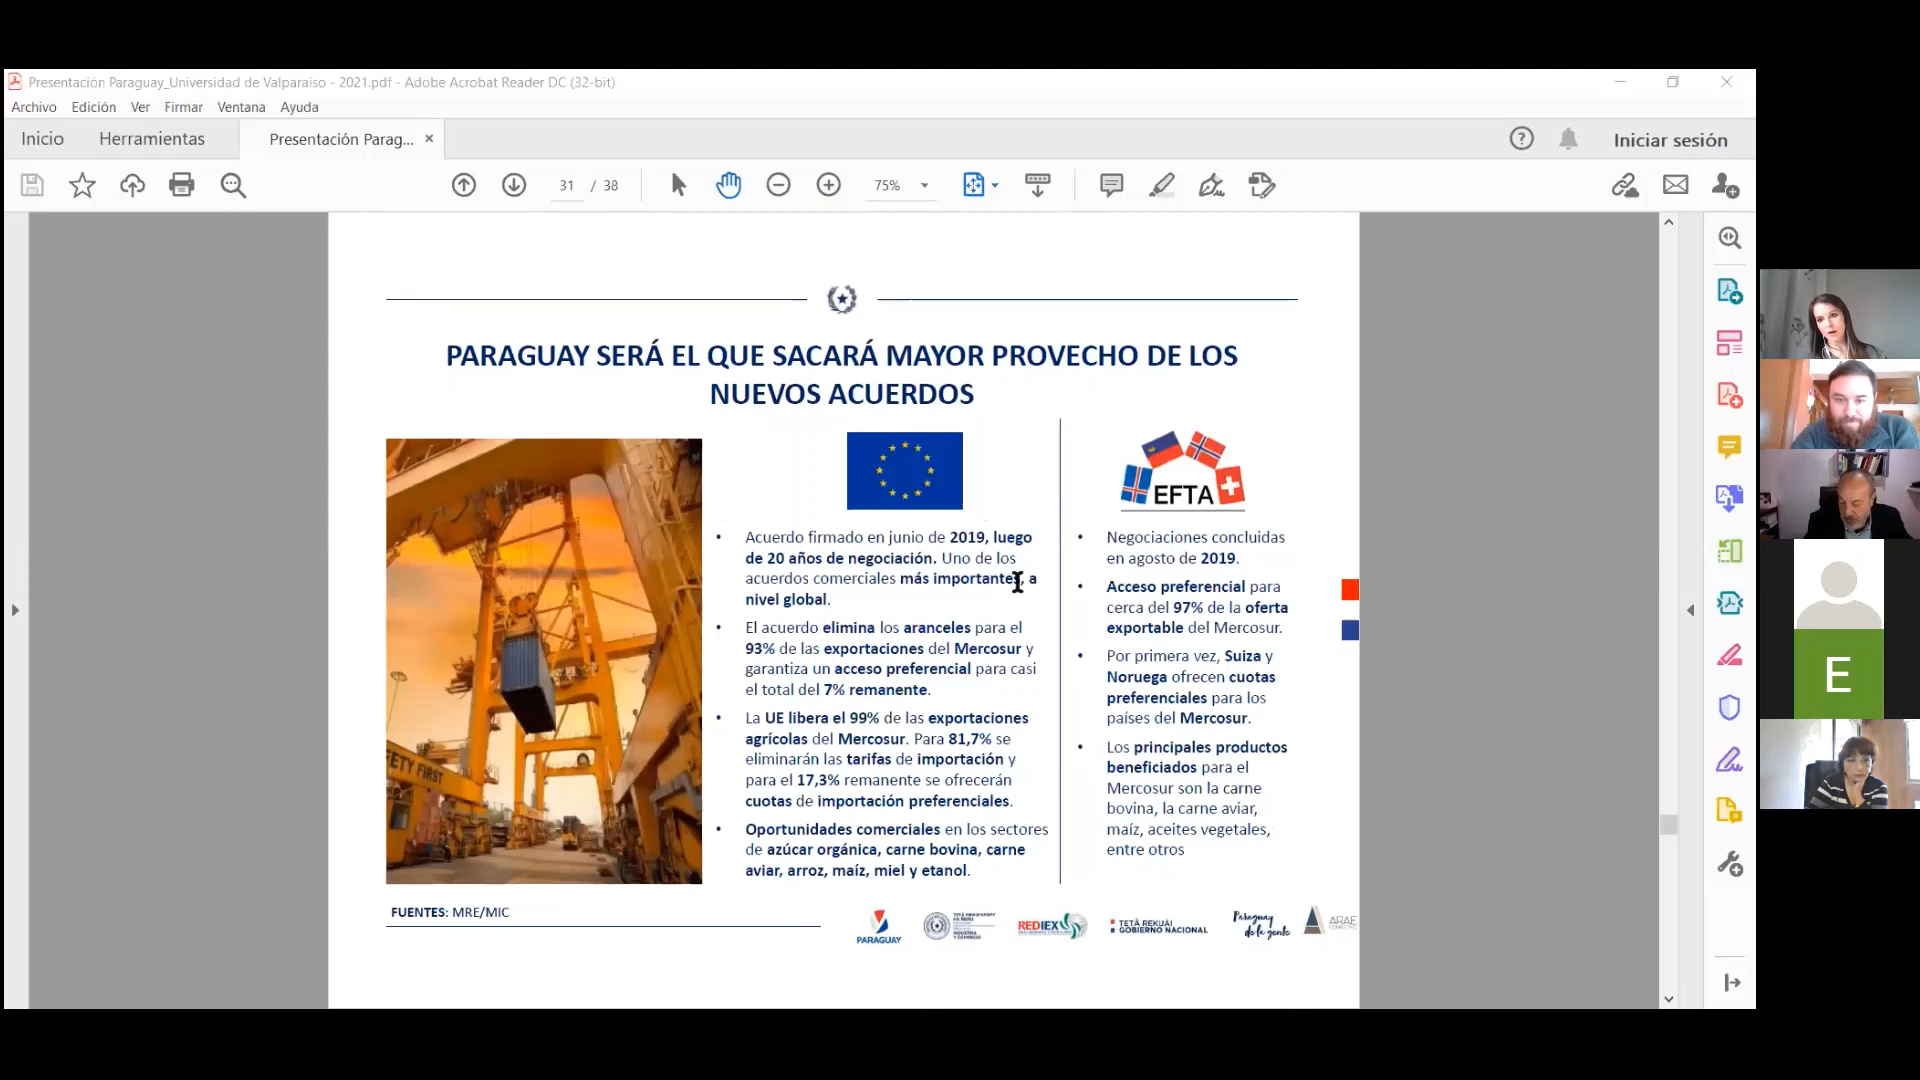 Presentación Paraguay_Universidad de Valparaiso - 2021.pdf - Adobe Acrobat Reader DC (32-bit)
Archivo Edición Ver Firmar Ventana Ayuda
Inicio Herramientas Presentación Parag... × Iniciar sesión
31 / 38 75%
PARAGUAY SERÁ EL QUE SACARÁ MAYOR PROVECHO DE LOS
NUEVOS ACUERDOS
ETY FIRST
• Acuerdo firmado en junio de 2019, luego
de 20 años de negociación. Uno de los
acuerdos comerciales más importantes, a
nivel global.
• El acuerdo elimina los aranceles para el
93% de las exportaciones del Mercosur y
garantiza un acceso preferencial para casi
el total del 7% remanente.
• La UE libera el 99% de las exportaciones
agrícolas del Mercosur. Para 81,7% se
eliminarán las tarifas de importación y
para el 17,3% remanente se ofrecerán
cuotas de importación preferenciales.
• Oportunidades comerciales en los sectores
de azúcar orgánica, carne bovina, carne
aviar, arroz, maíz, miel y etanol.
EFTA
• Negociaciones concluidas
en agosto de 2019.
• Acceso preferencial para
cerca del 97% de la oferta
exportable del Mercosur.
• Por primera vez, Suiza y
Noruega ofrecen cuotas
preferenciales para los
países del Mercosur.
• Los principales productos
beneficiados para el
Mercosur son la carne
bovina, la carne aviar,
maíz, aceites vegetales,
entre otros
FUENTES: MRE/MIC
PARAGUAY
REDIEX
TETÃ REKUÁI
GOBIERNO NACIONAL
Paraguay
de la gente
E